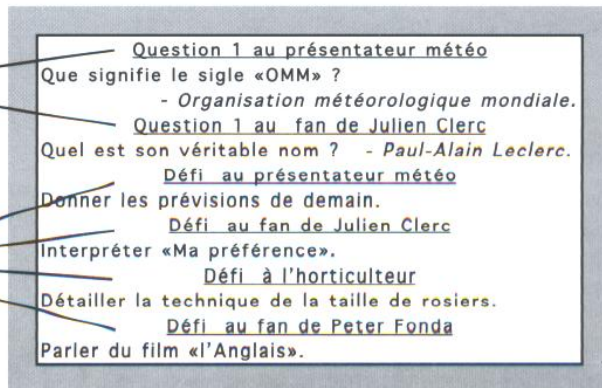 Question 1 au présentateur météo
Que signifie le sigle «OMM» ?
- Organisation météorologique mondiale.
Question 1 au fan de Julien Clerc
Quel est son véritable nom ? - Paul-Alain Leclerc.
Défi au présentateur météo
Donner les prévisions de demain.
Défi au fan de Julien Clerc
Interpréter «Ma préférence».
Défi à l'horticulteur
Détailler la technique de la taille de rosiers.
Défi au fan de Peter Fonda
Parler du film «l'Anglais».